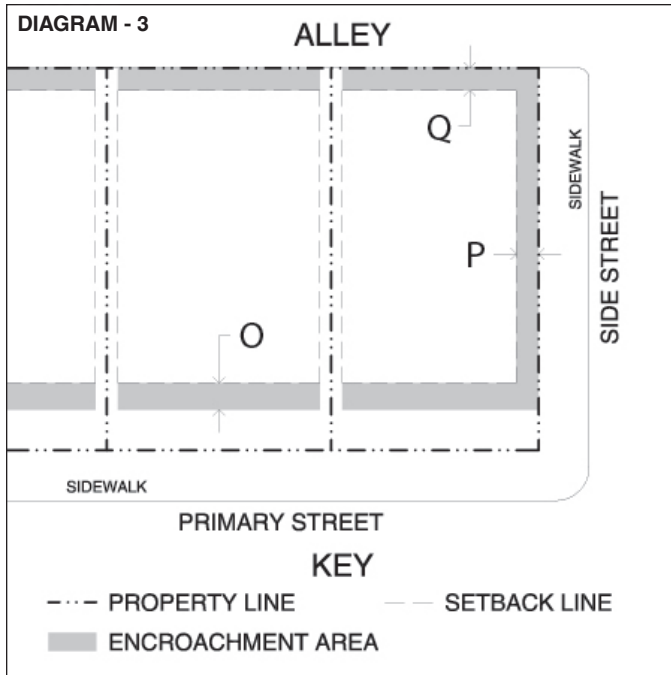 DIAGRAM - 3
ALLEY
Q
SIDEWALK
SIDE STREET
P
O
SIDEWALK
PRIMARY STREET
KEY
PROPERTY LINE
SETBACK LINE
ENCROACHMENT AREA